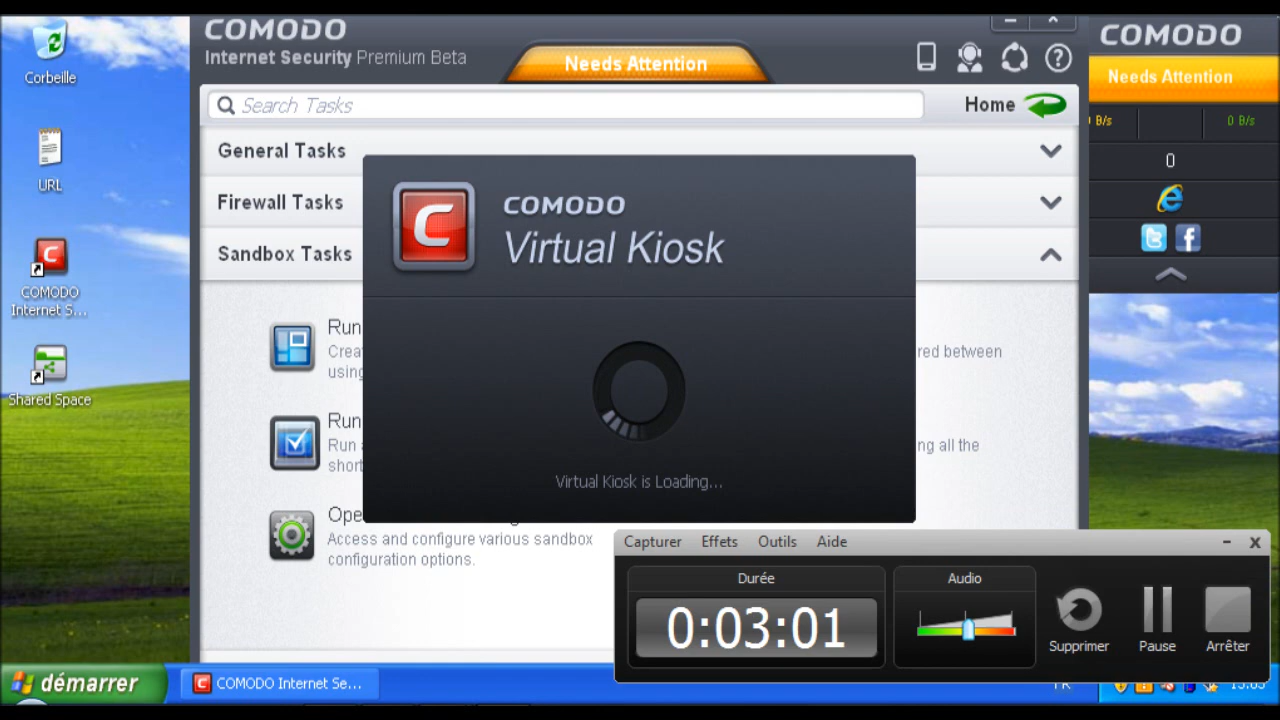 Corbeille
URL
COMODO
Internet S...
Shared Space
COMODO
Internet Security Premium Beta
Needs Attention
Search Tasks
Home
General Tasks
Firewall Tasks
Sandbox Tasks
Run
Crea
red between
using
Run
Run
ng all the
short
Ope
Access and configure various sandbox
configuration options.
COMODO
Virtual Kiosk
Virtual Kiosk is Loading...
COMODO
Needs Attention
0 B/s
0 B/s
0
Capturer Effets Outils Aide
Durée
0:03:01
Audio
Supprimer
Pause
Arrêter
démarrer
COMODO Internet Se...
FR